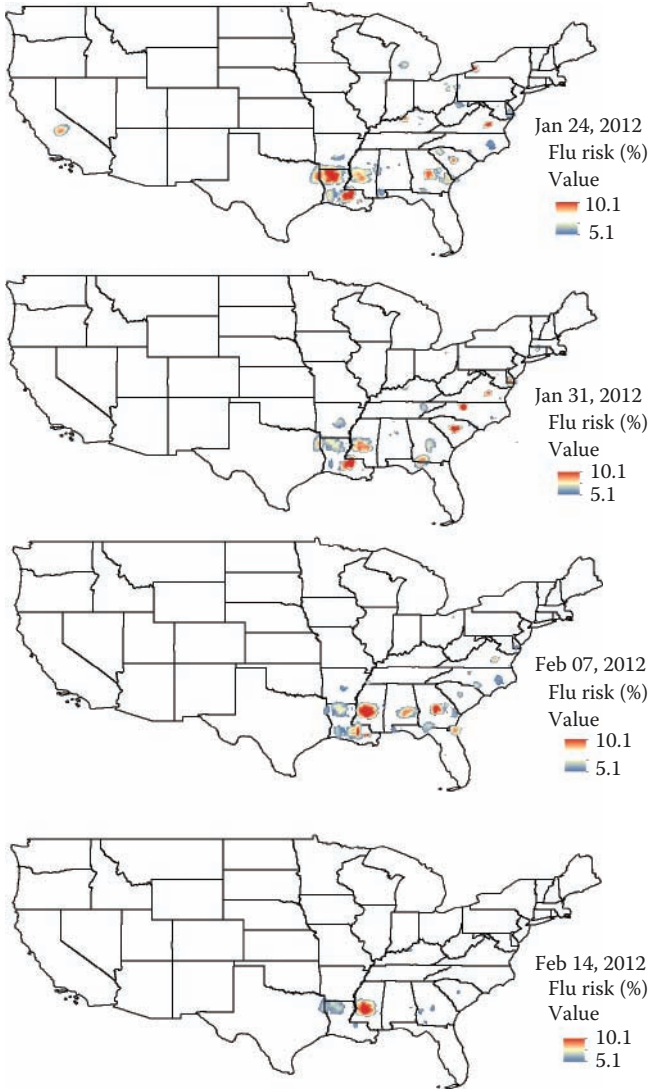 Jan 24, 2012
Flu risk (%)
Value
10.1
5.1
Jan 31, 2012
Flu risk (%)
Value
10.1
5.1
Feb 07, 2012
Flu risk (%)
Value
10.1
5.1
Feb 14, 2012
Flu risk (%)
Value
10.1
5.1